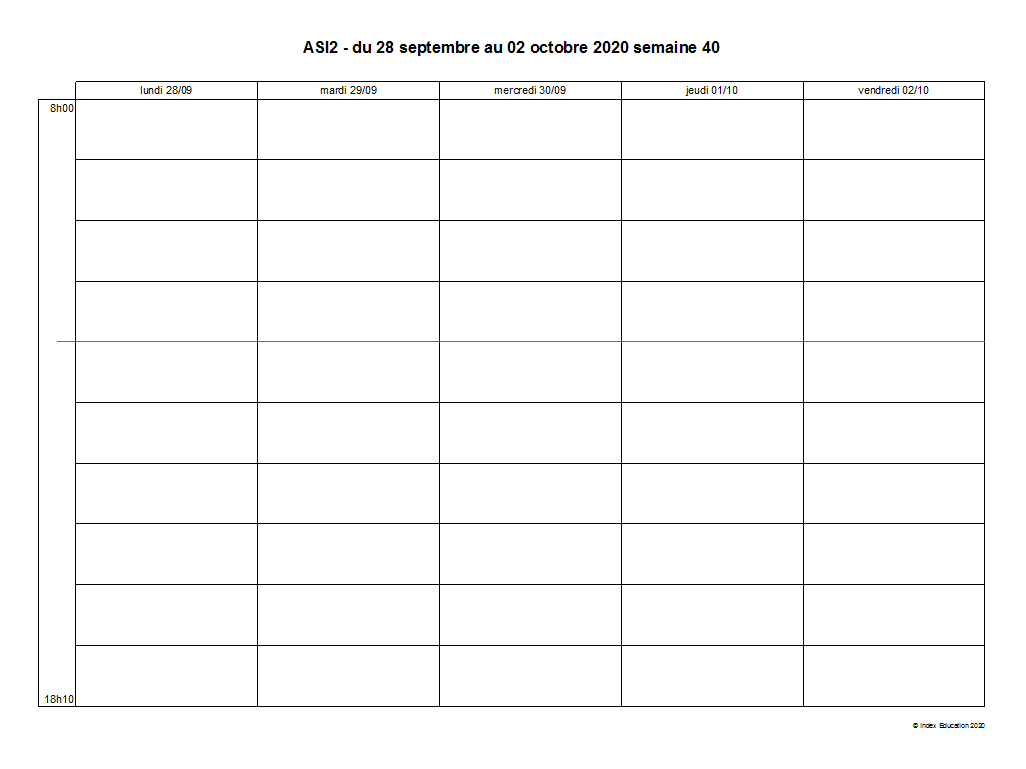 ASI2 - du 28 septembre au 02 octobre 2020 semaine 40
lundi 28/09 mardi 29/09 mercredi 30/09 jeudi 01/10 vendredi 02/10
8h00
18h10
© Index Education 2020